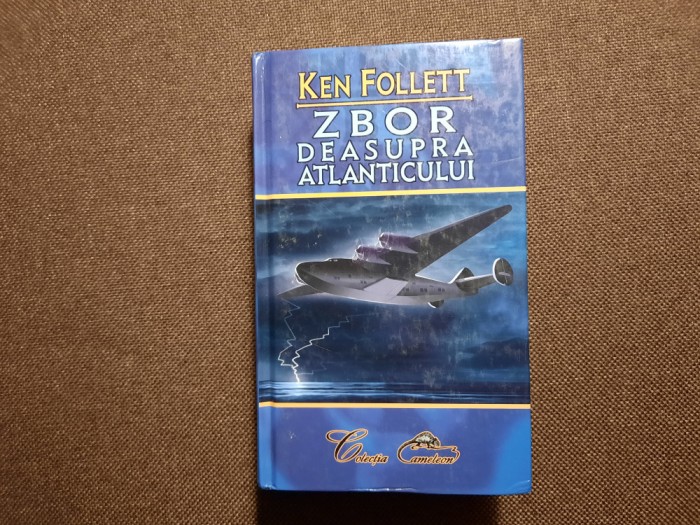 KEN FOLLETT
ZBOR
DEASUPRA
ATLANTICULUI
Colecția Cameleon